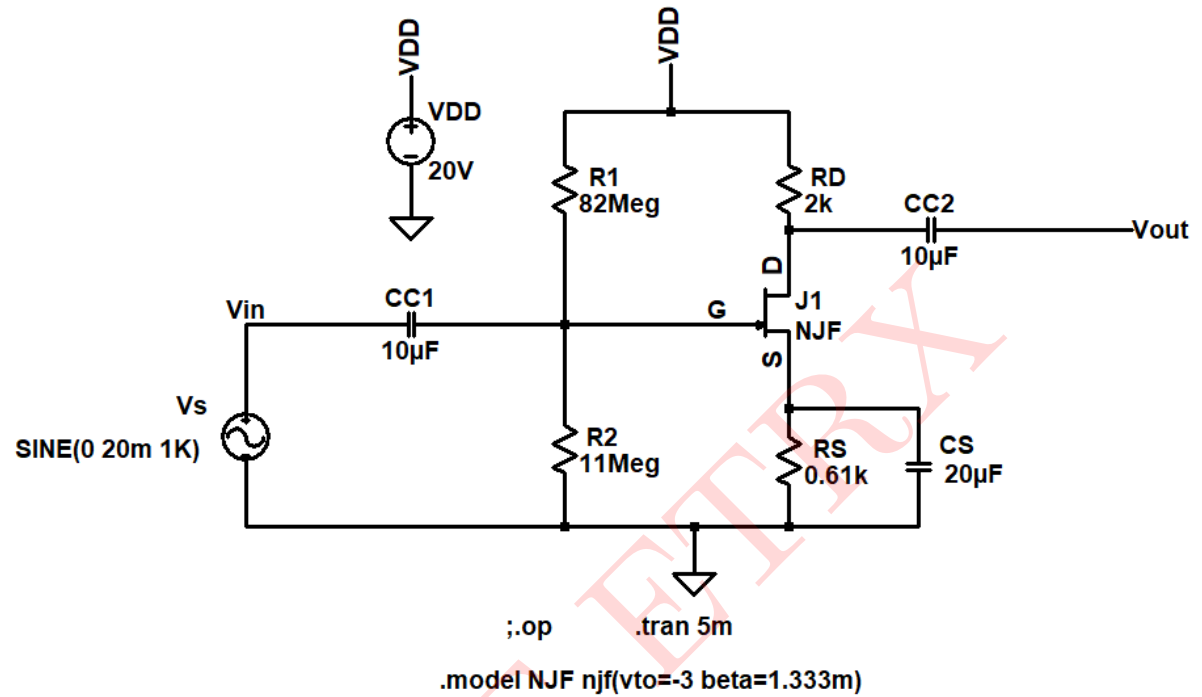 VDD
VDD
VDD
20V
R1
82Meg
RD
2k
CC2
10µF
Vout
D
Vin
CC1
10µF
G
J1
NJF
S
Vs
SINE(0 20m 1K)
R2
11Meg
RS
0.61k
CS
20µF
ETRX
;.op .tran 5m
.model NJF njf(vto=-3 beta=1.333m)